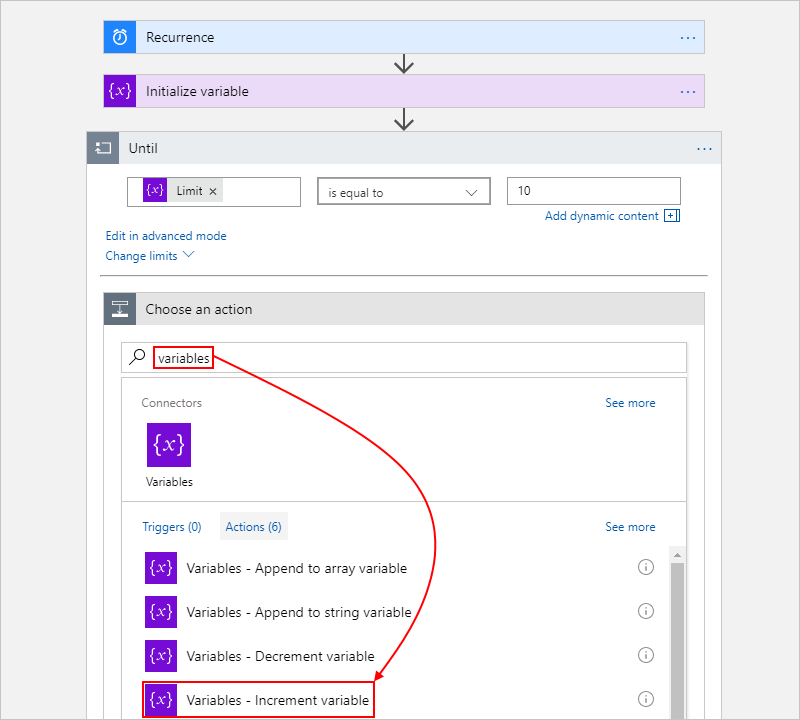 Recurrence ...
{x} Initialize variable ...
Until ...
{x} Limit × is equal to 10
Add dynamic content
Edit in advanced mode
Change limits
Choose an action
variables
Connectors See more
{x}
Variables
Triggers (0) Actions (6) See more
{x} Variables - Append to array variable
{x} Variables - Append to string variable
{x} Variables - Decrement variable
{x} Variables - Increment variable